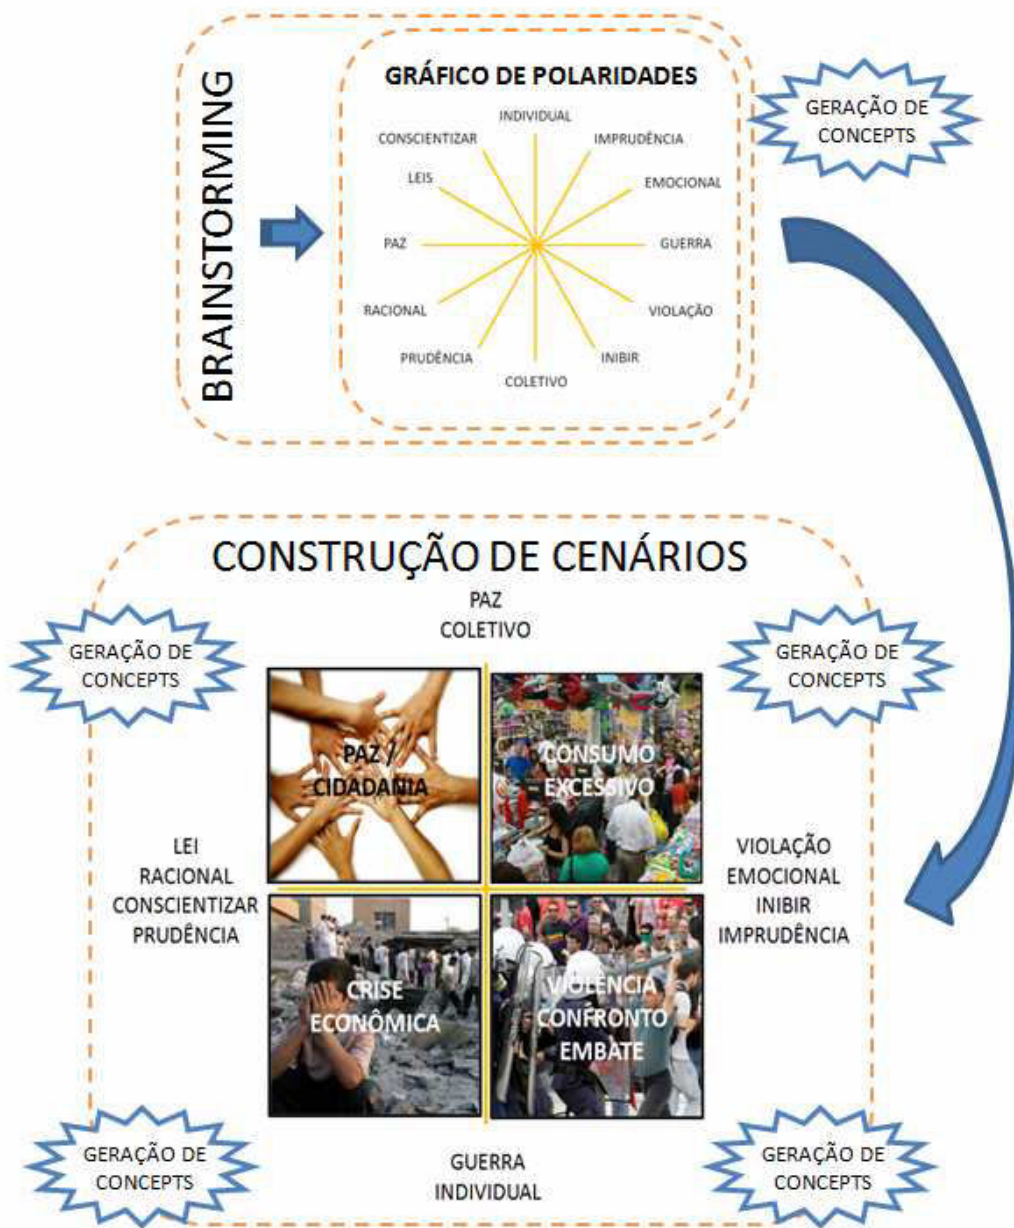 BRAINSTORMING
GRÁFICO DE POLARIDADES
INDIVIDUAL
CONSCIENTIZAR
IMPRUDÊNCIA
LEIS
EMOCIONAL
PAZ
GUERRA
RACIONAL
VIOLAÇÃO
PRUDÊNCIA
INIBIR
COLETIVO
GERAÇÃO DE
CONCEPTS
CONSTRUÇÃO DE CENÁRIOS
PAZ
COLETIVO
GERAÇÃO DE
CONCEPTS
GERAÇÃO DE
CONCEPTS
PAZ /
CIDADANIA
CONSUMO
EXCESSIVO
LEI
RACIONAL
CONSCIENTIZAR
PRUDÊNCIA
VIOLAÇÃO
EMOCIONAL
INIBIR
IMPRUDÊNCIA
CRISE
ECONÔMICA
VIOLÊNCIA
CONFRONTO
EMBATE
GERAÇÃO DE
CONCEPTS
GUERRA
INDIVIDUAL
GERAÇÃO DE
CONCEPTS